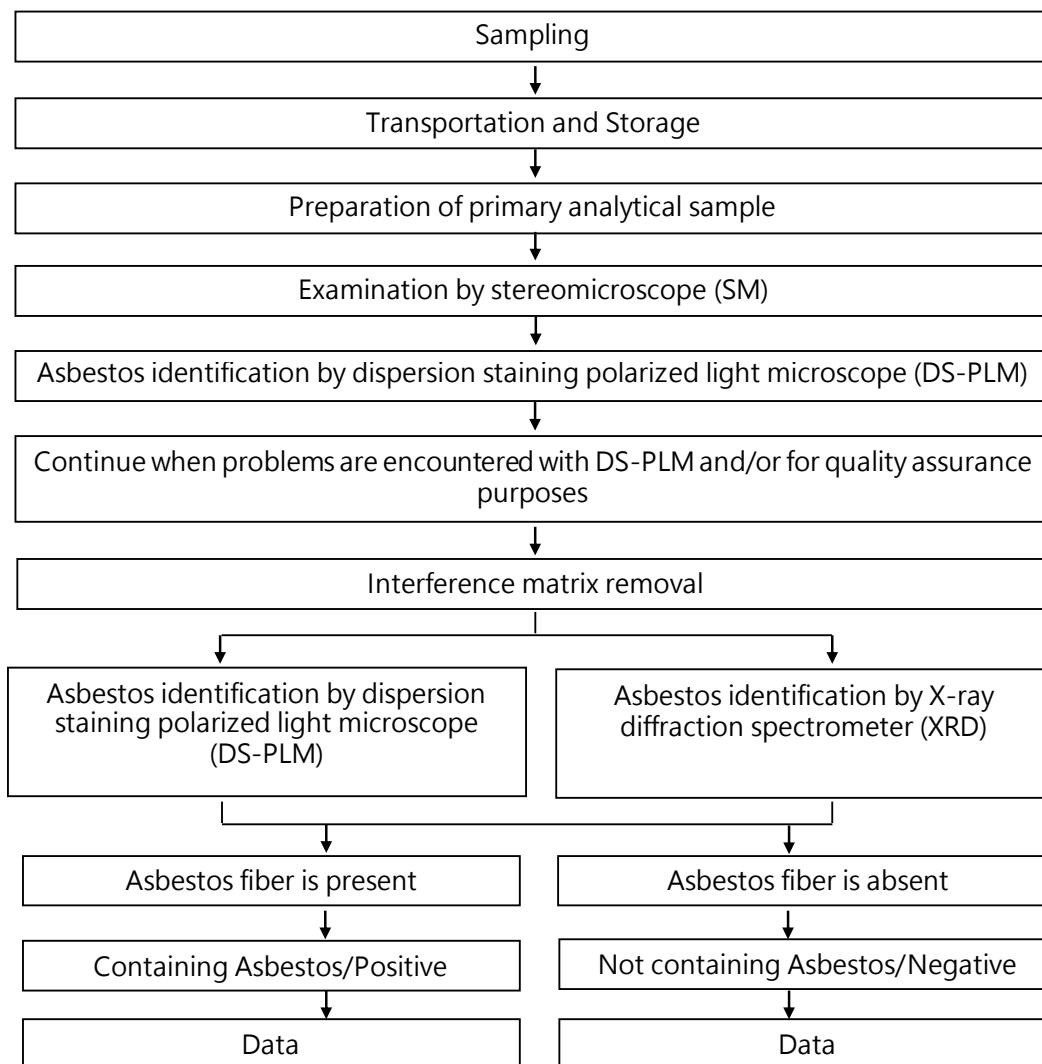 Sampling
Transportation and Storage
Preparation of primary analytical sample
Examination by stereomicroscope (SM)
Asbestos identification by dispersion staining polarized light microscope (DS-PLM)
Continue when problems are encountered with DS-PLM and/or for quality assurance
purposes
Interference matrix removal
Asbestos identification by dispersion
staining polarized light microscope
(DS-PLM)
Asbestos identification by X-ray
diffraction spectrometer (XRD)
Asbestos fiber is present
Asbestos fiber is absent
Containing Asbestos/Positive
Not containing Asbestos/Negative
Data
Data